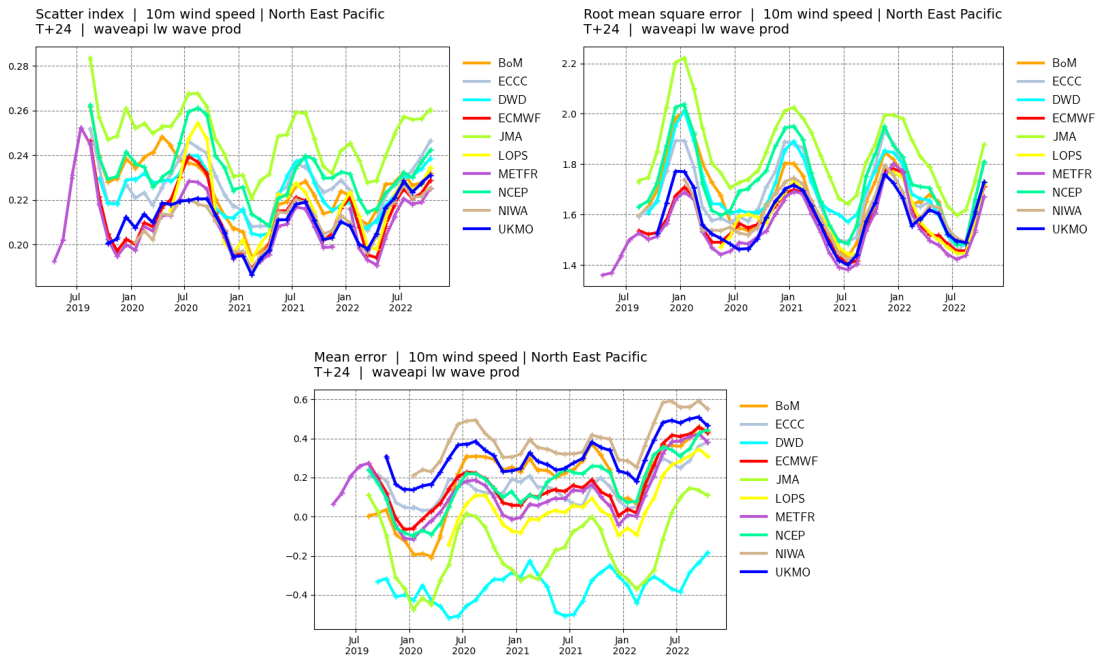 Scatter index | 10m wind speed | North East Pacific
T+24 | waveapi lw wave prod
0.28
0.26
0.24
0.22
0.20
Jul
2019
Jan
2020
Jul
2020
Jan
2021
Jul
2021
Jan
2022
Jul
2022
BoM
ECCC
DWD
ECMWF
JMA
LOPS
METFR
NCEP
NIWA
UKMO
Root mean square error | 10m wind speed | North East Pacific
T+24 | waveapi lw wave prod
2.2
2.0
1.8
1.6
1.4
Jul
2019
Jan
2020
Jul
2020
Jan
2021
Jul
2021
Jan
2022
Jul
2022
BoM
ECCC
DWD
ECMWF
JMA
LOPS
METFR
NCEP
NIWA
UKMO
Mean error | 10m wind speed | North East Pacific
T+24 | waveapi lw wave prod
0.6
0.4
0.2
0.0
−0.2
−0.4
Jul
2019
Jan
2020
Jul
2020
Jan
2021
Jul
2021
Jan
2022
Jul
2022
BoM
ECCC
DWD
ECMWF
JMA
LOPS
METFR
NCEP
NIWA
UKMO